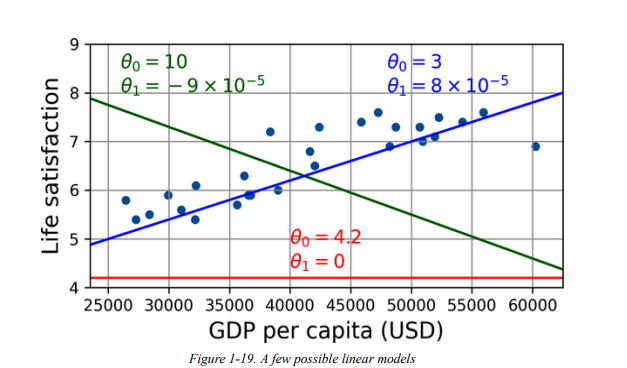 9
θ0 = 10
θ1 = − 9 × 10−5
θ0 = 3
θ1 = 8 × 10−5
8
7
6
5
4
Life satisfaction
θ0 = 4.2
θ1 = 0
25000 30000 35000 40000 45000 50000 55000 60000
GDP per capita (USD)
Figure 1-19. A few possible linear models